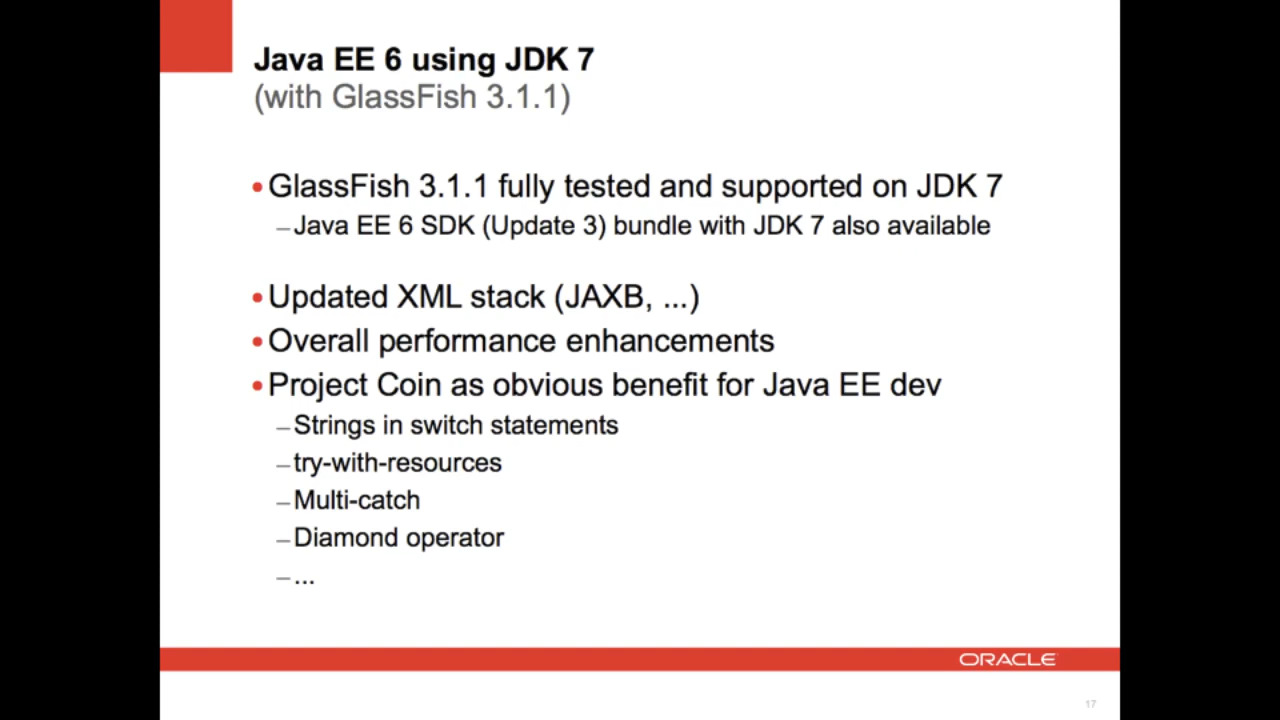 Java EE 6 using JDK 7
(with GlassFish 3.1.1)
• GlassFish 3.1.1 fully tested and supported on JDK 7
– Java EE 6 SDK (Update 3) bundle with JDK 7 also available
• Updated XML stack (JAXB, ...)
• Overall performance enhancements
• Project Coin as obvious benefit for Java EE dev
– Strings in switch statements
– try-with-resources
– Multi-catch
– Diamond operator
– ...
ORACLE
17